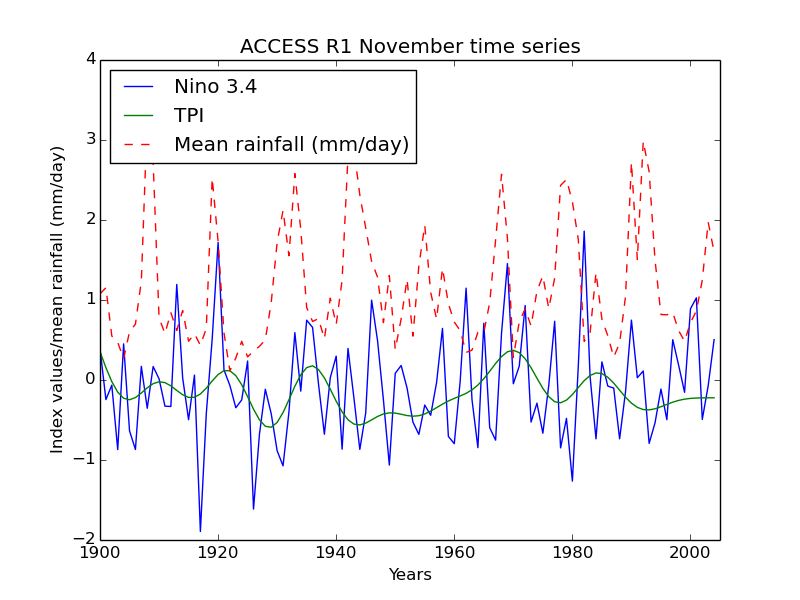 ACCESS R1 November time series
Nino 3.4
TPI
Mean rainfall (mm/day)
Index values/mean rainfall (mm/day)
4
3
2
1
0
−1
−2
1900 1920 1940 1960 1980 2000
Years